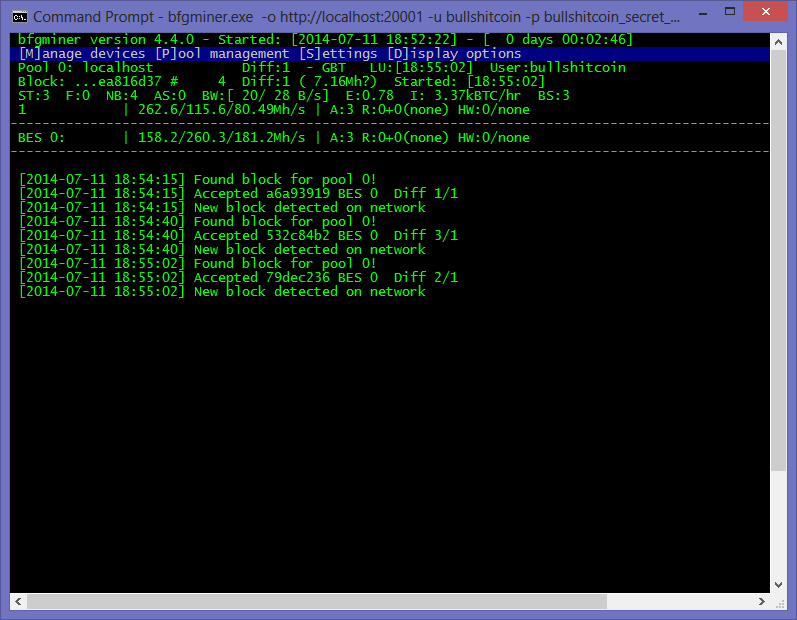 Command Prompt - bfgminer.exe -o http://localhost:20001 -u bullshitcoin -p bullshitcoin_secret_...
bfgminer version 4.4.0 - Started: [2014-07-11 18:52:22] - [  0 days 00:02:46]
[M]anage devices [P]ool management [S]ettings [D]isplay options
Pool 0: localhost           Diff:1  - GBT   LU:[18:55:02]  User:bullshitcoin
Block: ...ea816d37 #     4  Diff:1 ( 7.16Mh?)  Started: [18:55:02]
ST:3  F:0  NB:4  AS:0  BW:[ 20/ 28 B/s]  E:0.78  I: 3.37kBTC/hr  BS:3
1            | 262.6/115.6/80.49Mh/s | A:3 R:0+0(none) HW:0/none
BES 0:       | 158.2/260.3/181.2Mh/s | A:3 R:0+0(none) HW:0/none
[2014-07-11 18:54:15] Found block for pool 0!
[2014-07-11 18:54:15] Accepted a6a93919 BES 0  Diff 1/1
[2014-07-11 18:54:15] New block detected on network
[2014-07-11 18:54:40] Found block for pool 0!
[2014-07-11 18:54:40] Accepted 532c84b2 BES 0  Diff 3/1
[2014-07-11 18:54:40] New block detected on network
[2014-07-11 18:55:02] Found block for pool 0!
[2014-07-11 18:55:02] Accepted 79dec236 BES 0  Diff 2/1
[2014-07-11 18:55:02] New block detected on network